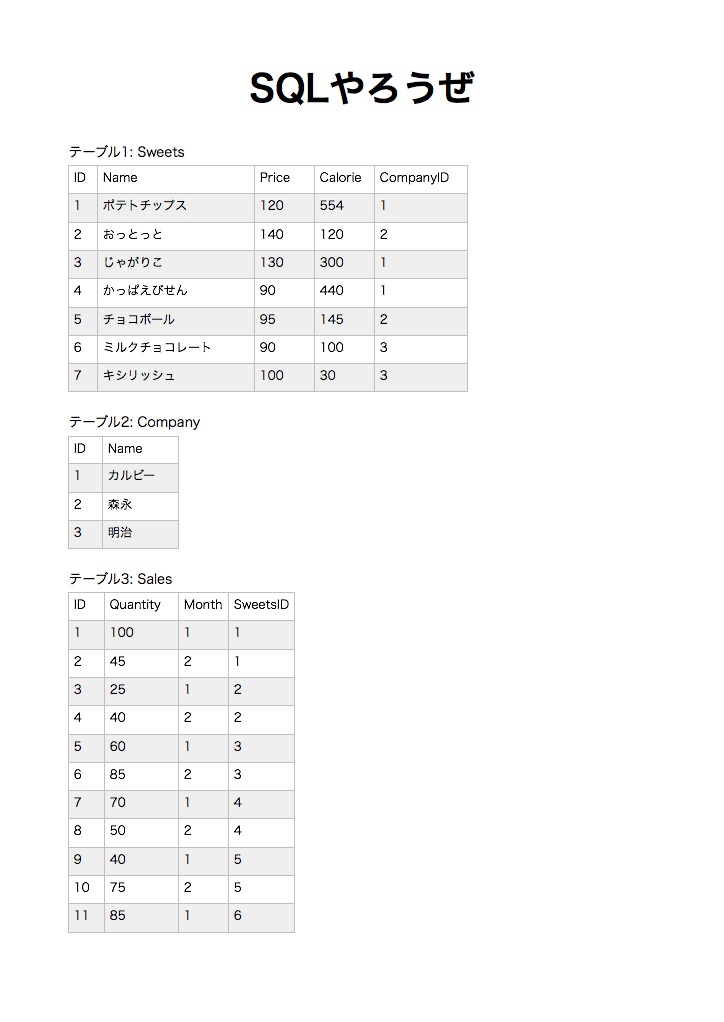 SQLやろうぜ
テーブル1: Sweets
ID Name Price Calorie CompanyID
1 ポテトチップス 120 554 1
2 おっとっと 140 120 2
3 じゃがりこ 130 300 1
4 かっぱえびせん 90 440 1
5 チョコボール 95 145 2
6 ミルクチョコレート 90 100 3
7 キシリッシュ 100 30 3
テーブル2: Company
ID Name
1 カルビー
2 森永
3 明治
テーブル3: Sales
ID Quantity Month SweetsID
1 100 1 1
2 45 2 1
3 25 1 2
4 40 2 2
5 60 1 3
6 85 2 3
7 70 1 4
8 50 2 4
9 40 1 5
10 75 2 5
11 85 1 6